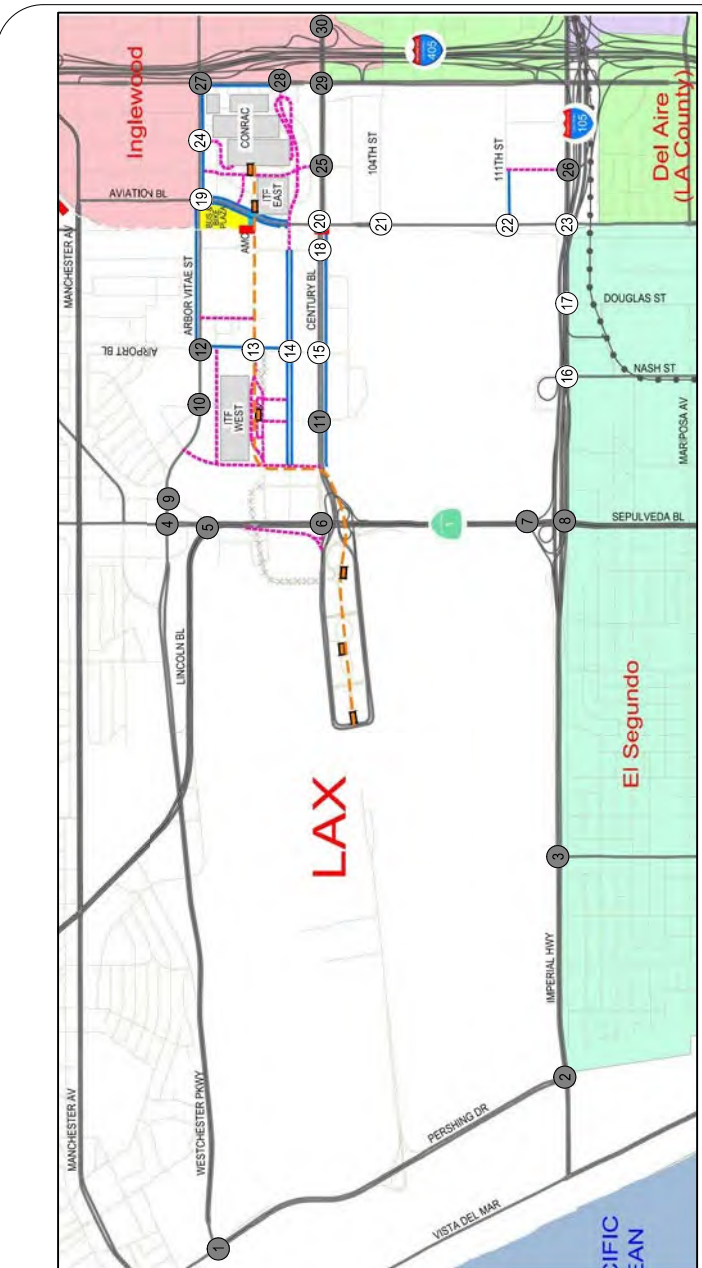 30
405
27
28
29
Inglewood
CONRAC
24
104TH ST
111TH ST
105
Del Aire
(LA County)
25
26
AVIATION BL
19
ITF
EAST
BUS
PLAZA
AMC
20
21
22
23
18
MANCHESTER AV
ARBOR VITAE ST
CENTURY BL
17
DOUGLAS ST
AIRPORT BL
12
13
14
15
16
NASH ST
10
ITF
WEST
11
MARIPOSA AV
9
4
5
6
1
7
8
SEPULVEDA BL
LINCOLN BL
El Segundo
LAX
3
IMPERIAL HWY
2
MANCHESTER AV
WESTCHESTER PKWY
PERSHING DR
1
VISTA DEL MAR
CIFIC
EAN